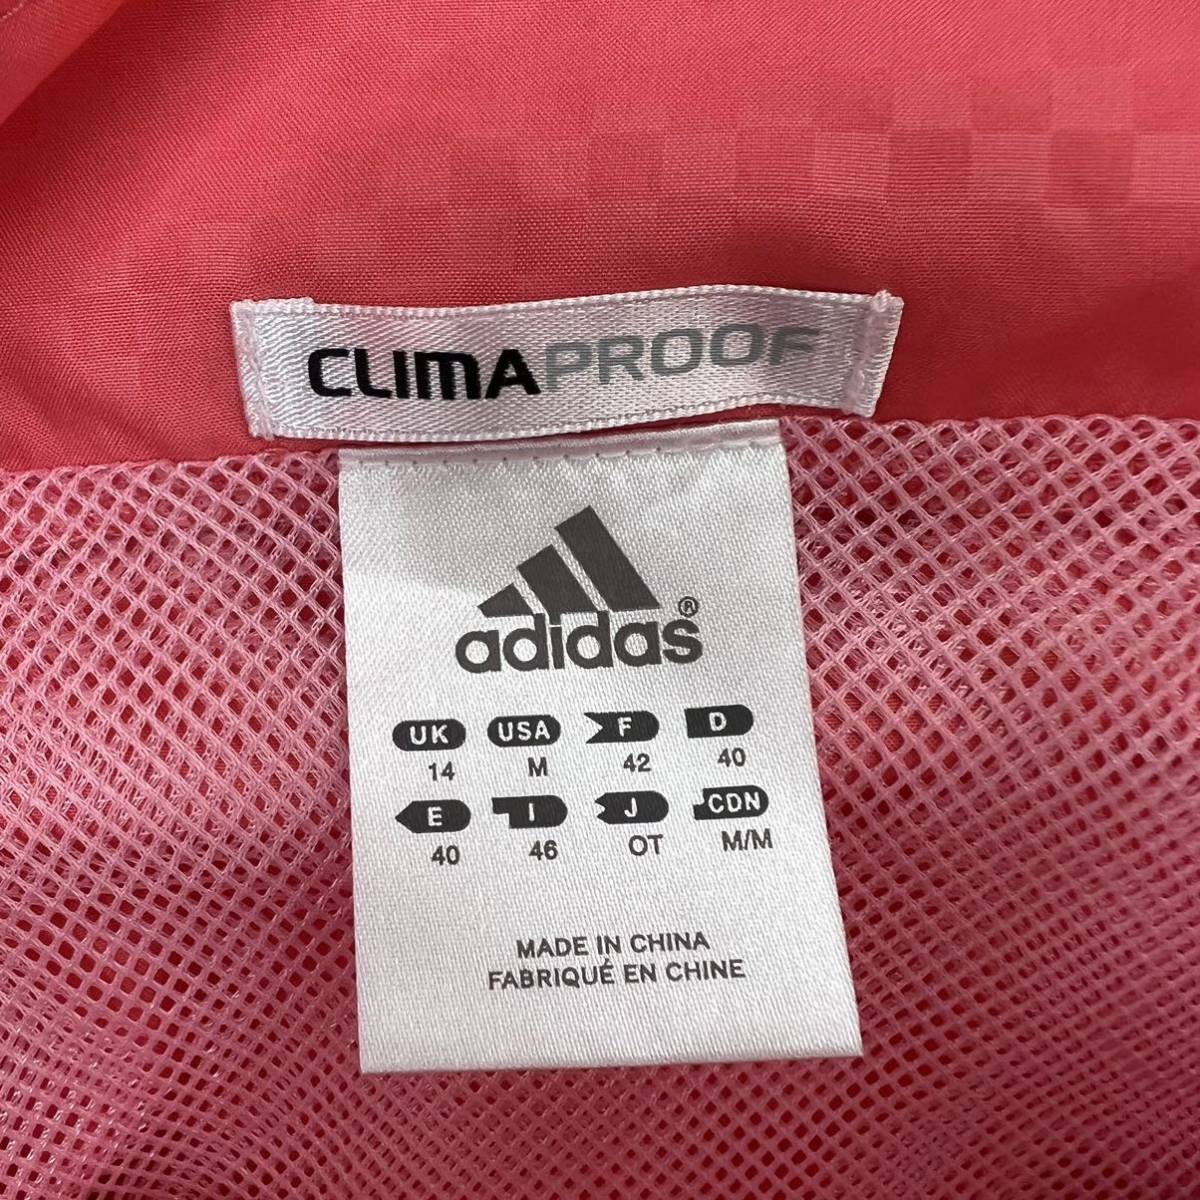 CLIMAPROOF
adidas®
UK USA F D
14 M 42 40
E I J CDN
40 46 OT M/M
MADE IN CHINA
FABRIQUÉ EN CHINE